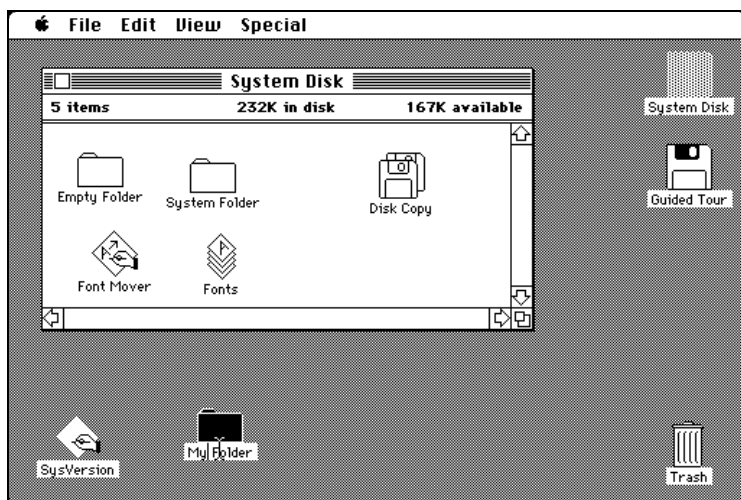 File Edit View Special
System Disk
5 items 232K in disk 167K available
Empty Folder
System Folder
Disk Copy
Font Mover
Fonts
System Disk
Guided Tour
SysVersion
My Folder
Trash